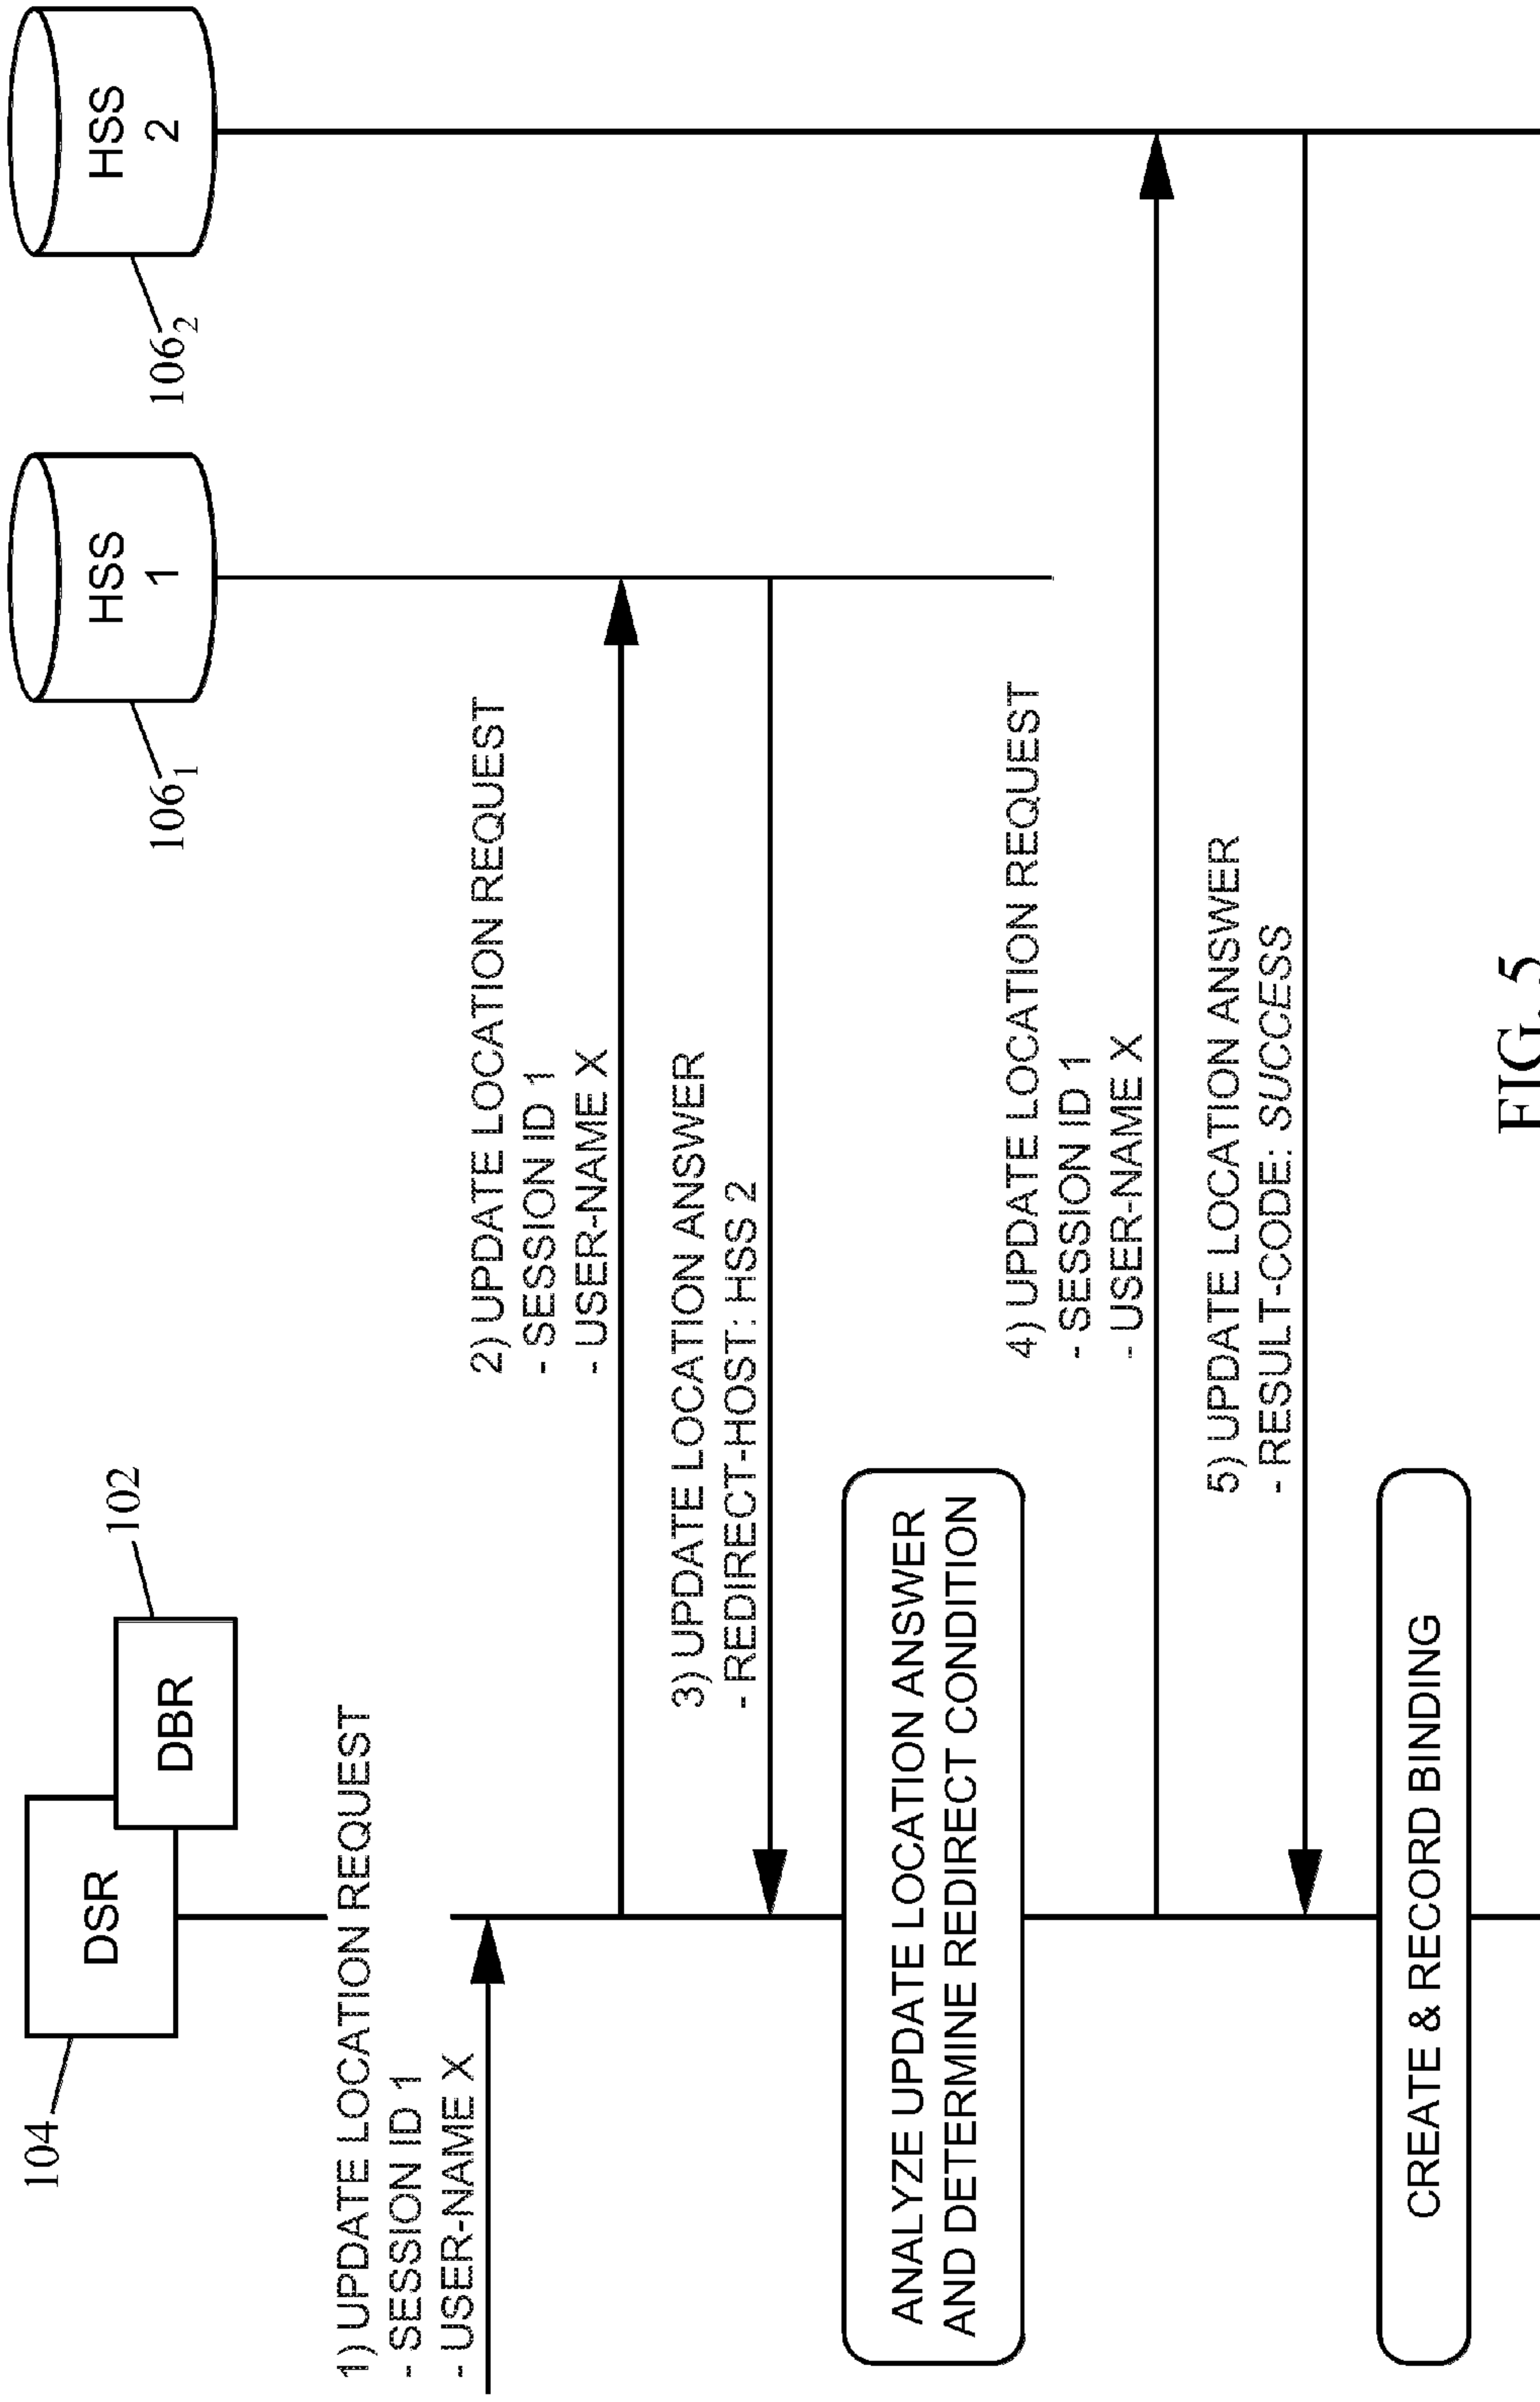 104
DSR
DBR
102
HSS
1
106₁
HSS
2
106₂
1) UPDATE LOCATION REQUEST
- SESSION ID 1
- USER-NAME X
2) UPDATE LOCATION REQUEST
- SESSION ID 1
- USER-NAME X
3) UPDATE LOCATION ANSWER
- REDIRECT-HOST: HSS 2
ANALYZE UPDATE LOCATION ANSWER
AND DETERMINE REDIRECT CONDITION
4) UPDATE LOCATION REQUEST
- SESSION ID 1
- USER-NAME X
5) UPDATE LOCATION ANSWER
- RESULT-CODE: SUCCESS
CREATE & RECORD BINDING
FIG. 5